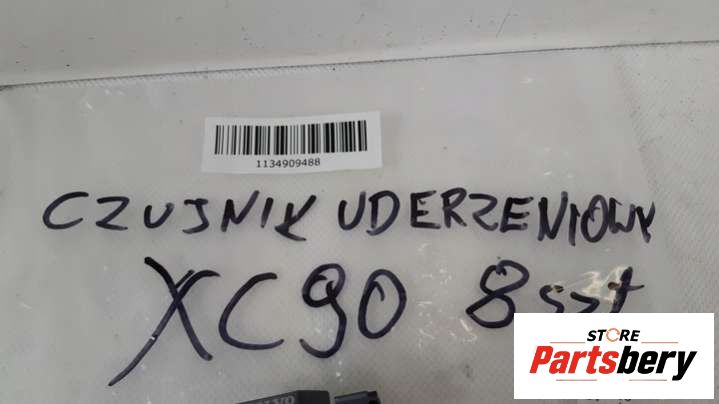 1134909488
CZUJNIK UDERZENIOWY
XC90 8szt
STORE
Partsbery